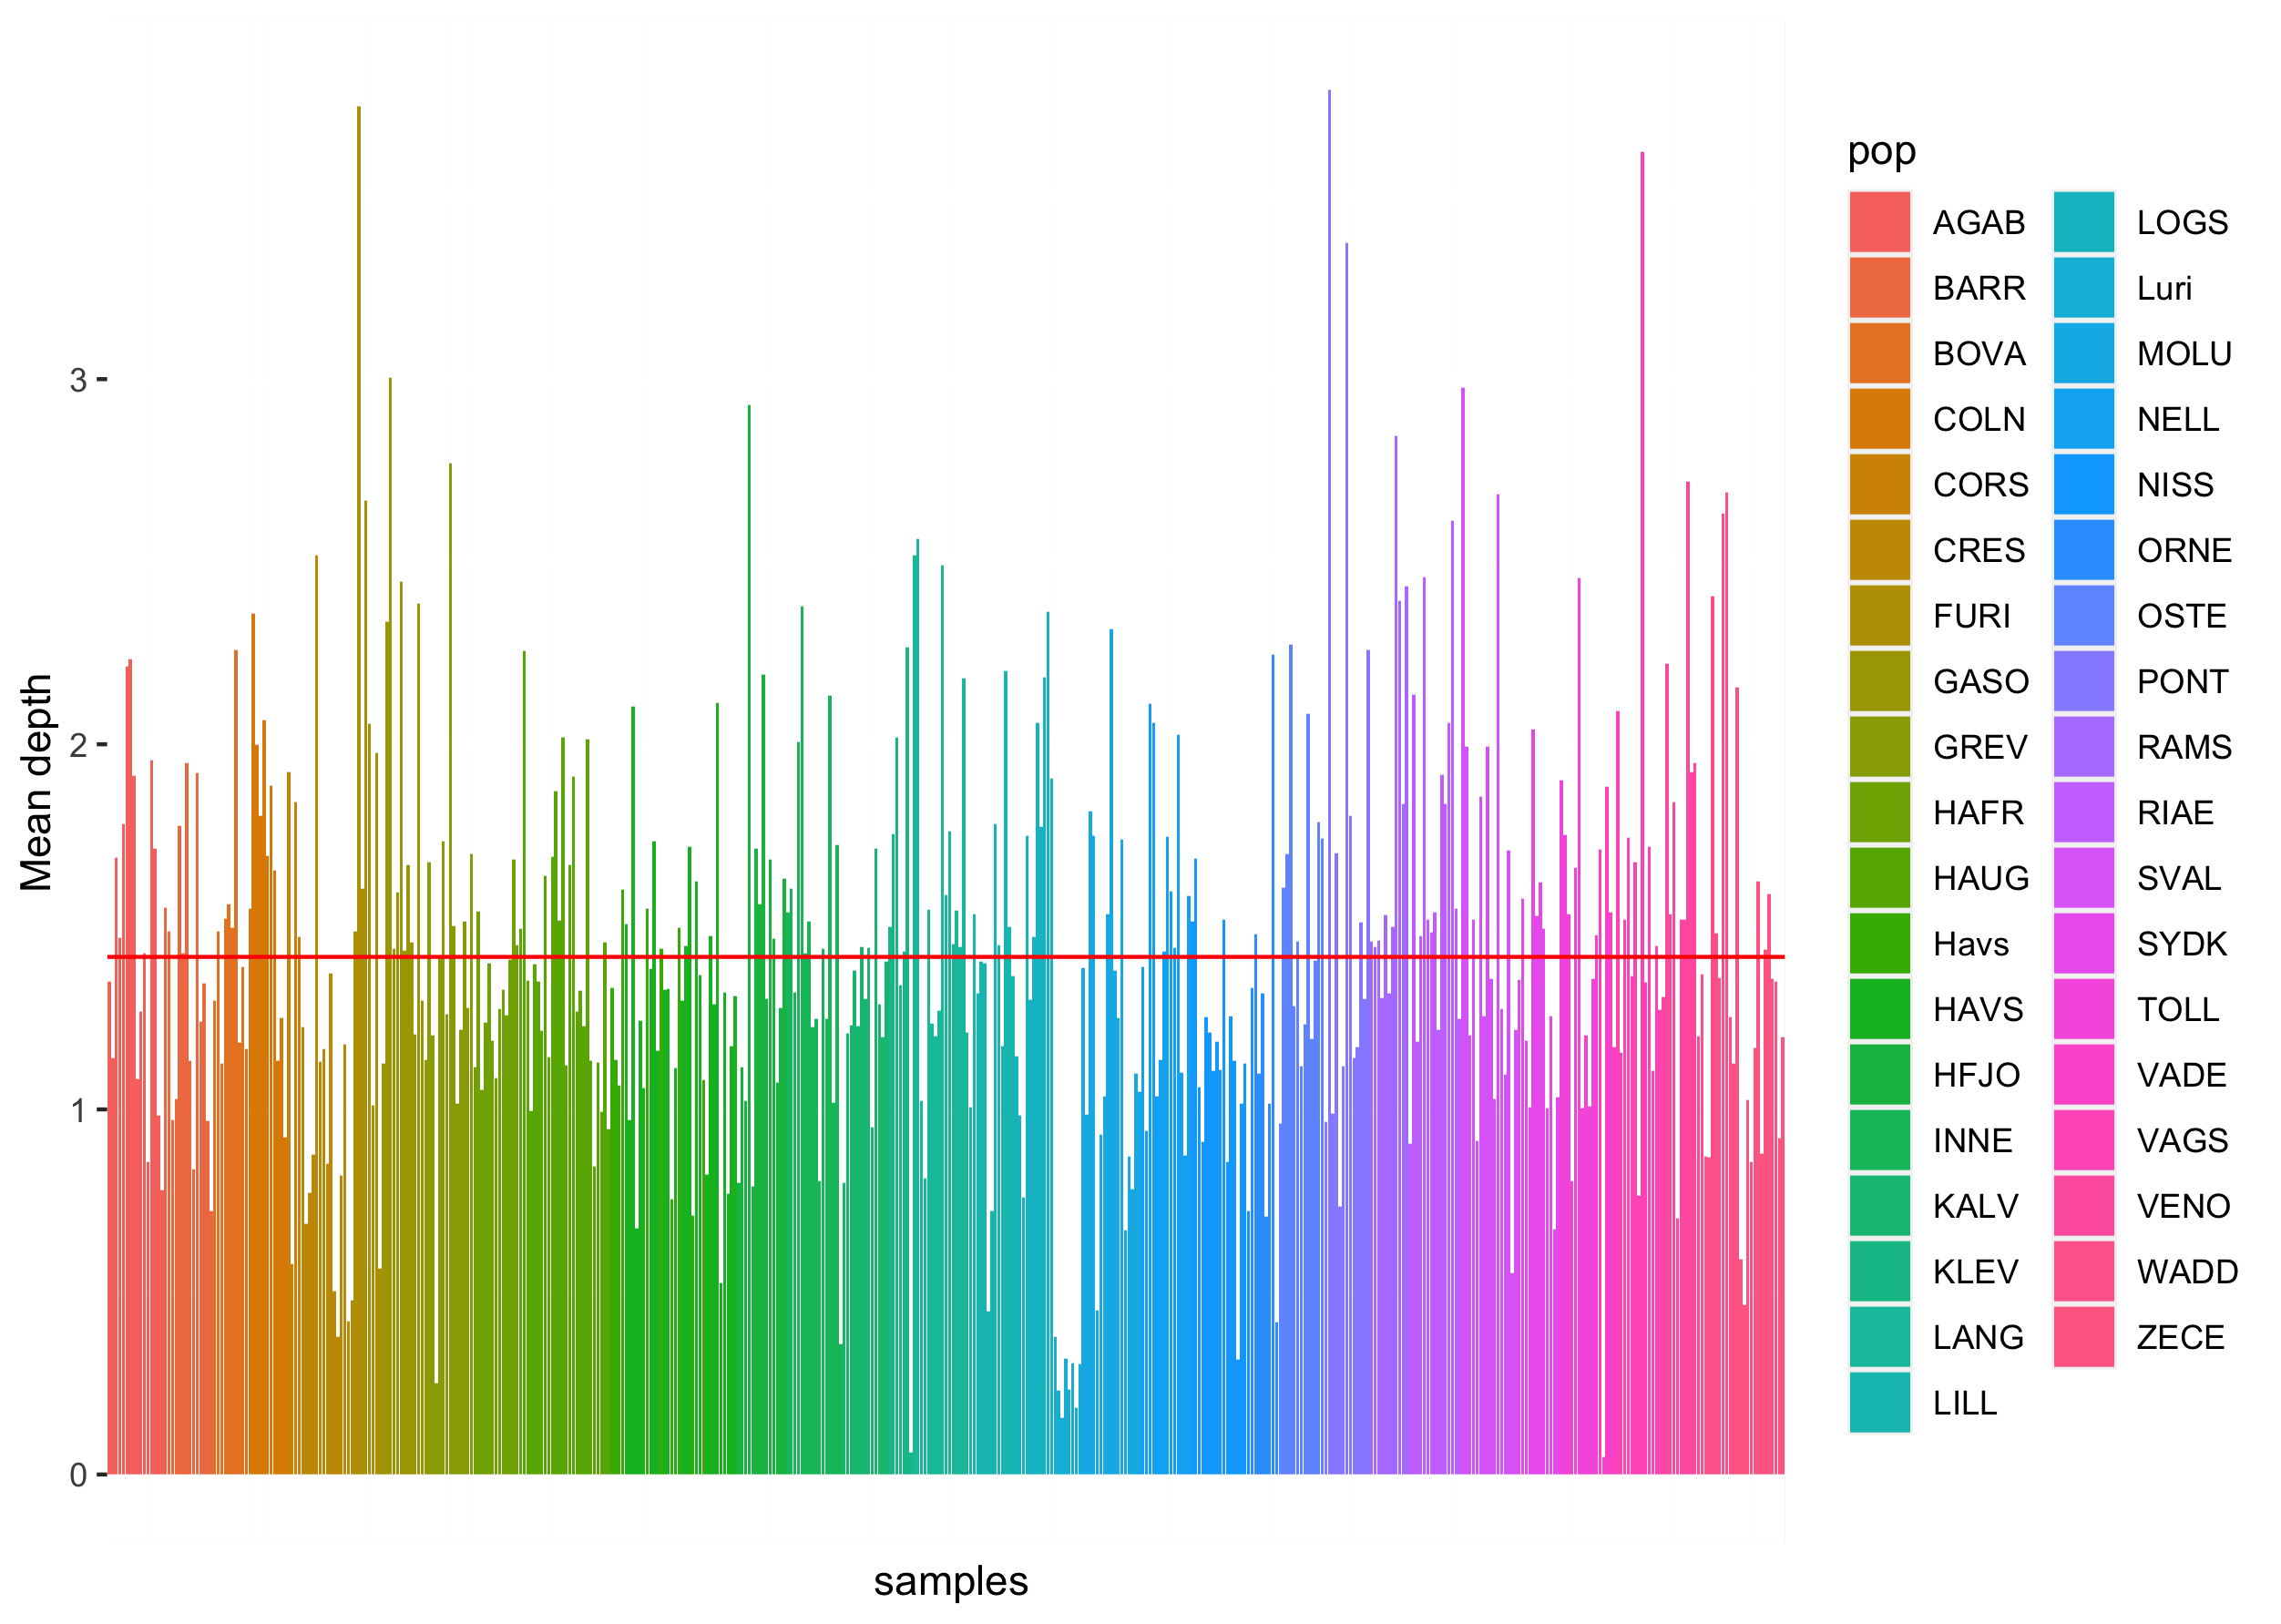 Mean depth
3
2
1
0
samples
pop
AGAB
BARR
BOVA
COLN
CORS
CRES
FURI
GASO
GREV
HAFR
HAUG
Havs
HAVS
HFJO
INNE
KALV
KLEV
LANG
LILL
LOGS
Luri
MOLU
NELL
NISS
ORNE
OSTE
PONT
RAMS
RIAE
SVAL
SYDK
TOLL
VADE
VAGS
VENO
WADD
ZECE